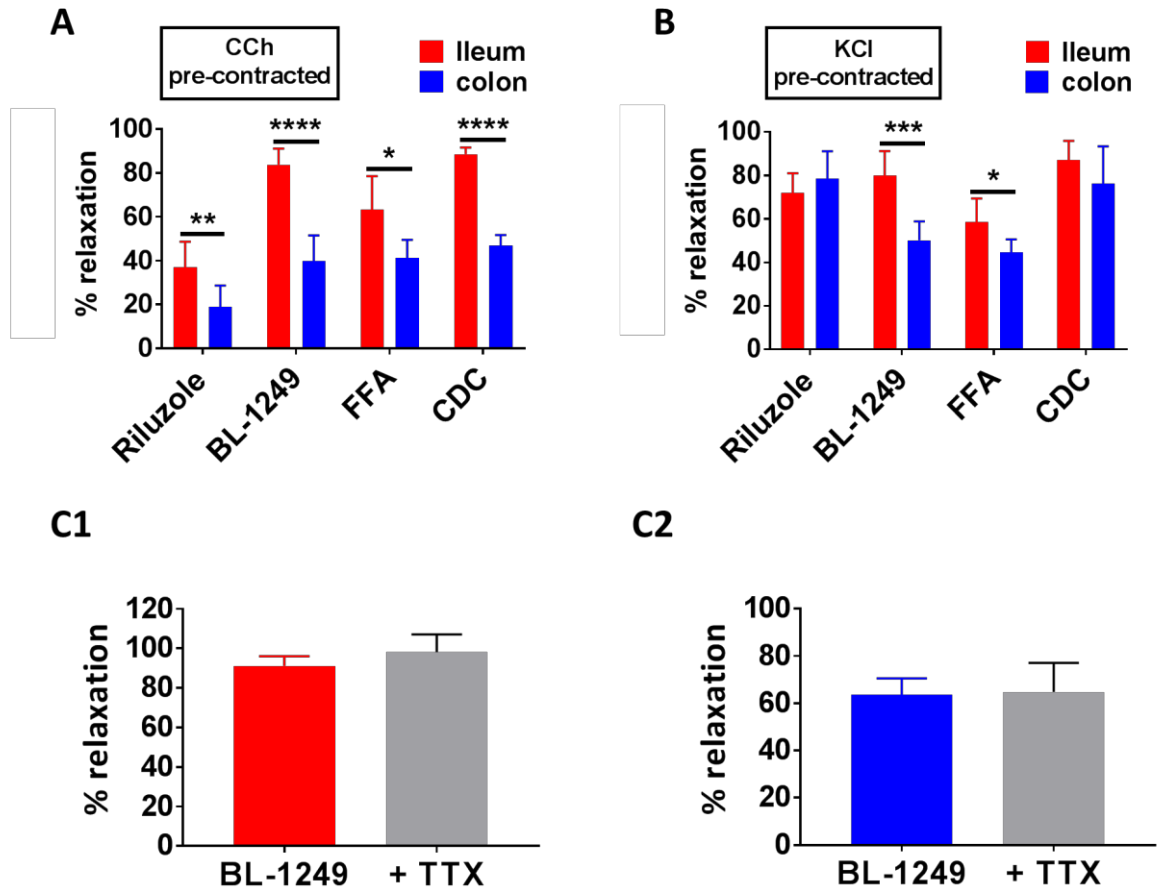 A
CCh
pre-contracted
Ileum
colon
% relaxation
100
80
60
40
20
0
**
****
*
****
Riluzole
BL-1249
FFA
CDC
B
KCl
pre-contracted
Ileum
colon
% relaxation
100
80
60
40
20
0
***
*
Riluzole
BL-1249
FFA
CDC
C1
% relaxation
120
100
80
60
40
20
0
BL-1249
+ TTX
C2
% relaxation
100
80
60
40
20
0
BL-1249
+ TTX